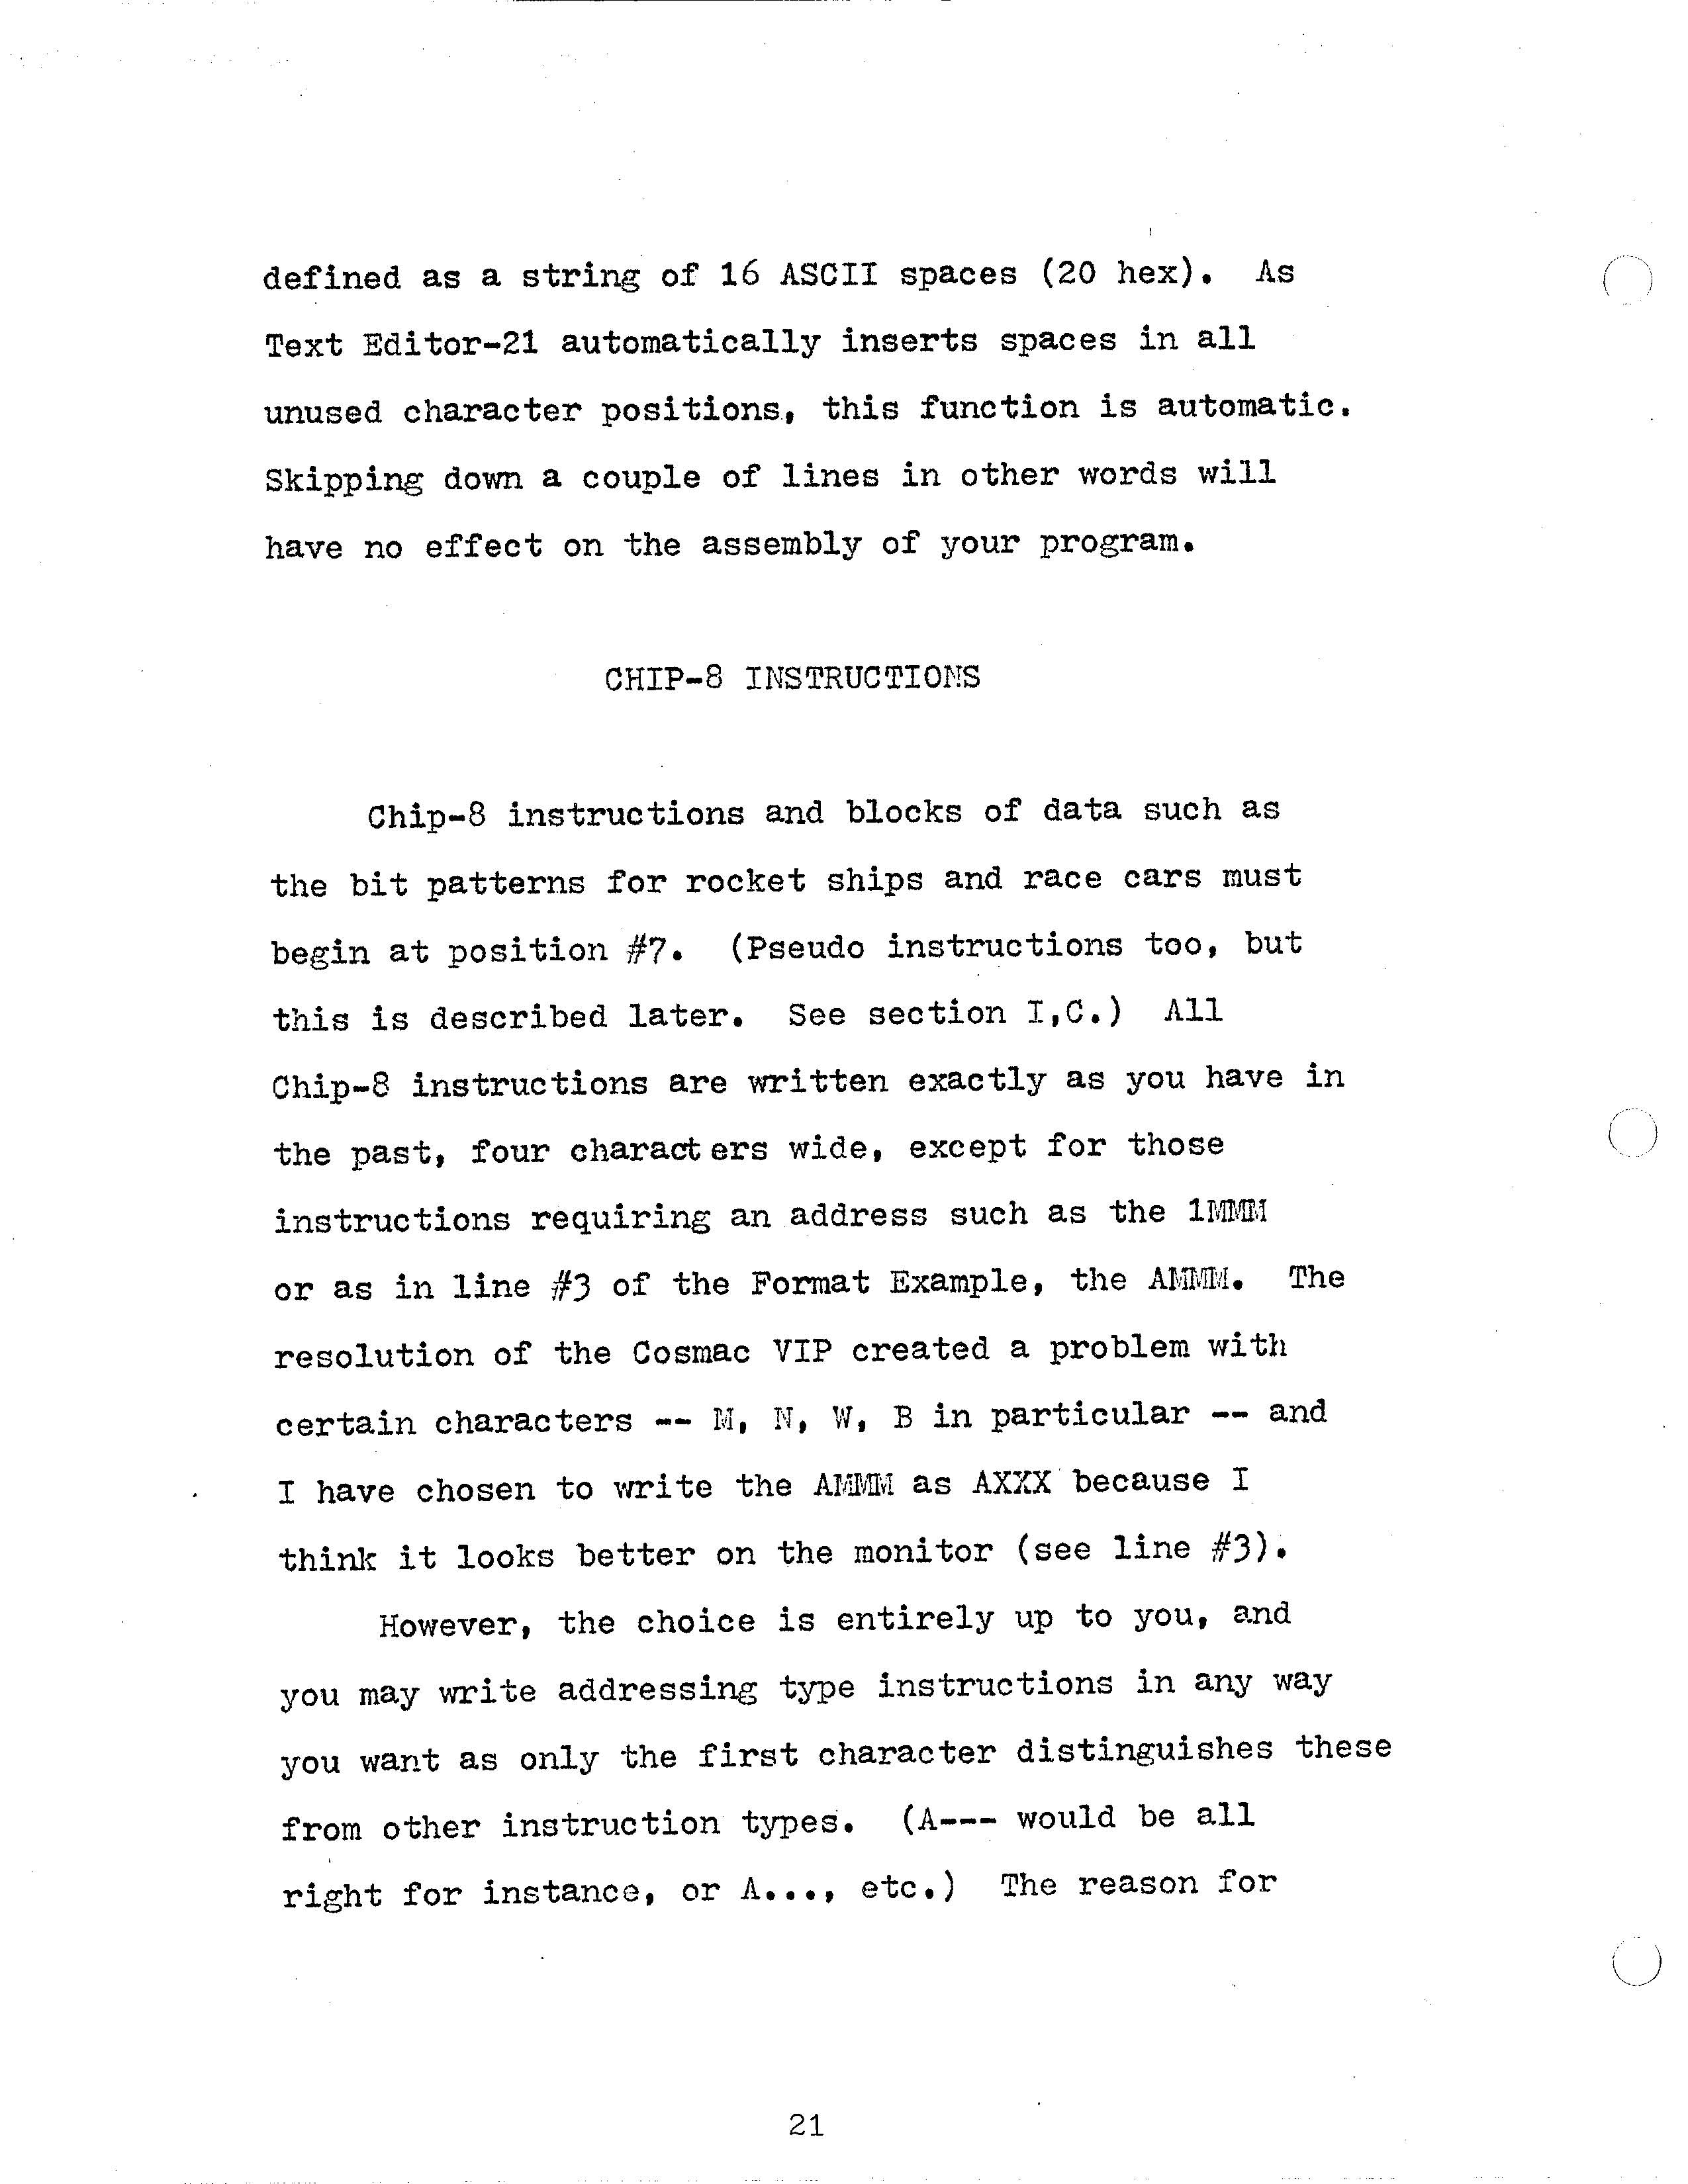 defined as a string of 16 ASCII spaces (20 hex).  As
Text Editor-21 automatically inserts spaces in all
unused character positions, this function is automatic.
Skipping down a couple of lines in other words will
have no effect on the assembly of your program.
CHIP-8 INSTRUCTIONS
Chip-8 instructions and blocks of data such as
the bit patterns for rocket ships and race cars must
begin at position #7.  (Pseudo instructions too, but
this is described later.  See section I,C.)  All
Chip-8 instructions are written exactly as you have in
the past, four charact ers wide, except for those
instructions requiring an address such as the 1MMM
or as in line #3 of the Format Example, the AMMM.  The
resolution of the Cosmac VIP created a problem with
certain characters -- M, N, W, B in particular -- and
I have chosen to write the AMMM as AXXX because I
think it looks better on the monitor (see line #3).
However, the choice is entirely up to you, and
you may write addressing type instructions in any way
you want as only the first character distinguishes these
from other instruction types.  (A--- would be all
right for instance, or A..., etc.)  The reason for
21